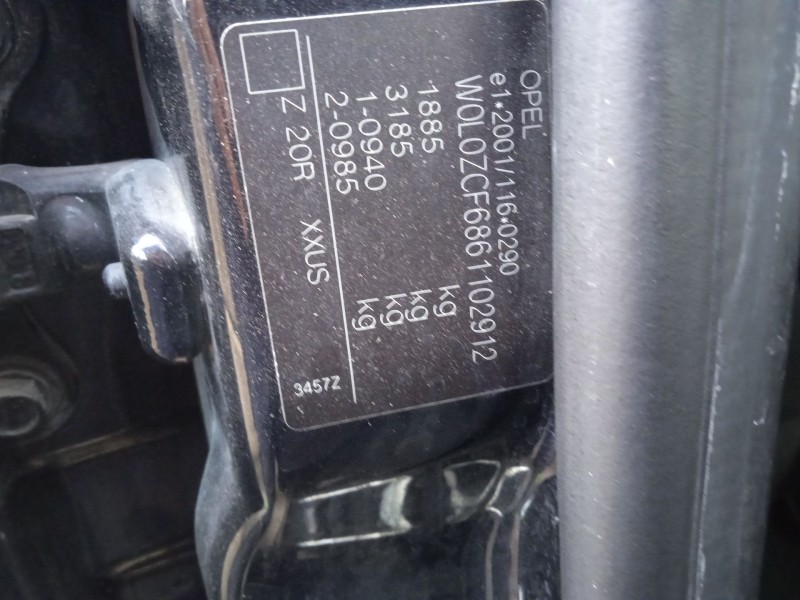 OPEL
e1*2001/116*0290
W0L0ZCF6861102912
1885 kg
3185 kg
1-0940 kg
2-0985 kg
Z 20R XXUS
3457Z